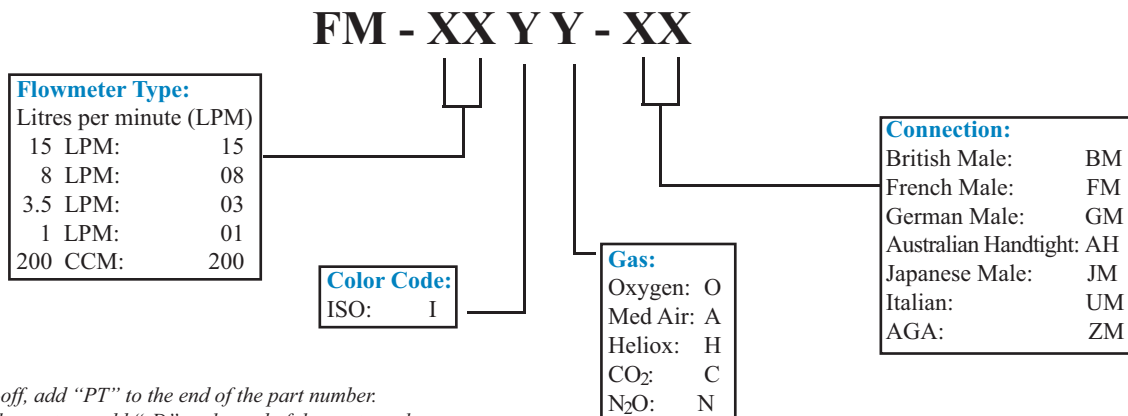 FM - XX Y Y - XX
Flowmeter Type:
Litres per minute (LPM)
15 LPM: 15
8 LPM: 08
3.5 LPM: 03
1 LPM: 01
200 CCM: 200
Color Code:
ISO: I
Gas:
Oxygen: O
Med Air: A
Heliox: H
CO2: C
N2O: N
Connection:
British Male: BM
French Male: FM
German Male: GM
Australian Handtight: AH
Japanese Male: JM
Italian: UM
AGA: ZM
off, add “PT” to the end of the part number.